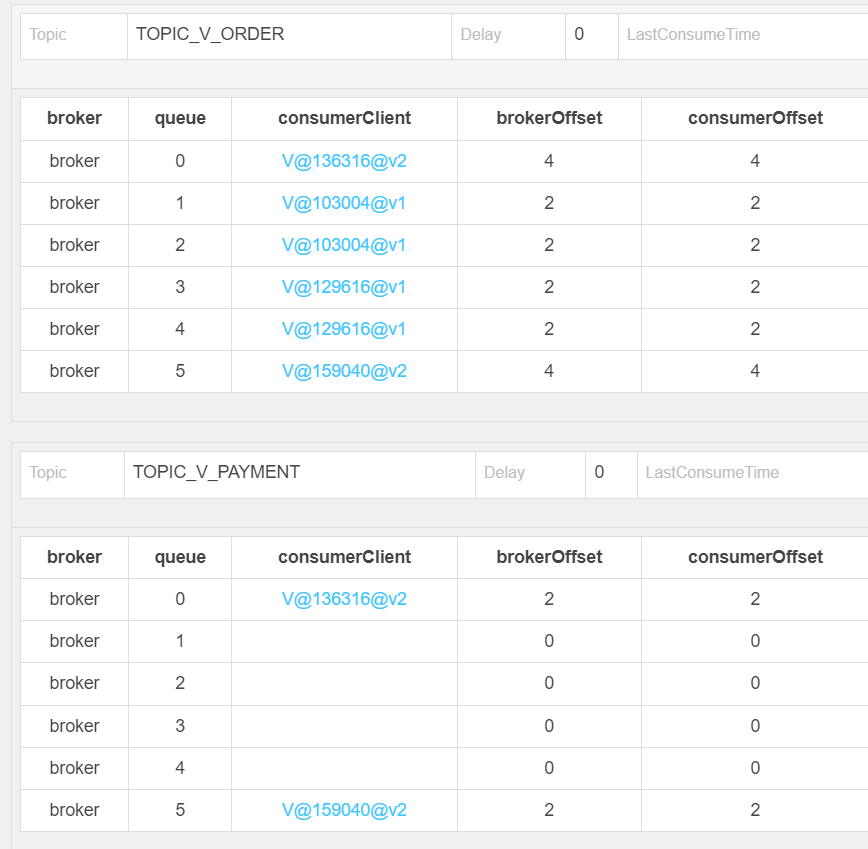 Topic TOPIC_V_ORDER Delay 0 LastConsumeTime
broker queue consumerClient brokerOffset consumerOffset
broker 0 V@136316@v2 4 4
broker 1 V@103004@v1 2 2
broker 2 V@103004@v1 2 2
broker 3 V@129616@v1 2 2
broker 4 V@129616@v1 2 2
broker 5 V@159040@v2 4 4
Topic TOPIC_V_PAYMENT Delay 0 LastConsumeTime
broker queue consumerClient brokerOffset consumerOffset
broker 0 V@136316@v2 2 2
broker 1 0 0
broker 2 0 0
broker 3 0 0
broker 4 0 0
broker 5 V@159040@v2 2 2